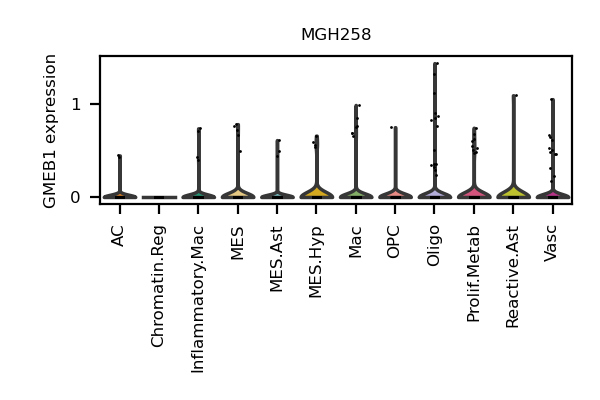 MGH258
GMEB1 expression
1
0
AC
Chromatin.Reg
Inflammatory.Mac
MES
MES.Ast
MES.Hyp
Mac
OPC
Oligo
Prolif.Metab
Reactive.Ast
Vasc